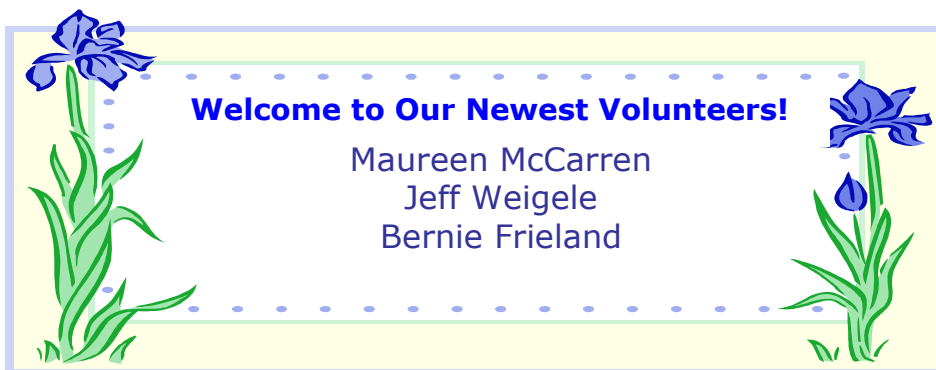 Welcome to Our Newest Volunteers!
Maureen McCarren
Jeff Weigele
Bernie Frieland